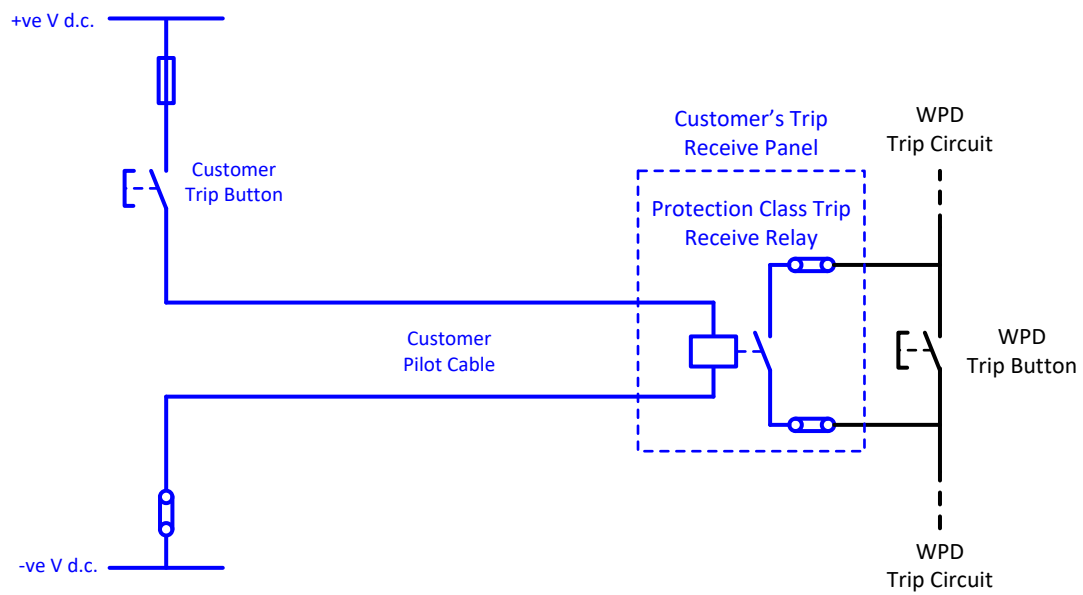 +ve V d.c.
Customer
Trip Button
Customer’s Trip
Receive Panel
WPD
Trip Circuit
Protection Class Trip
Receive Relay
Customer
Pilot Cable
WPD
Trip Button
-ve V d.c.
WPD
Trip Circuit